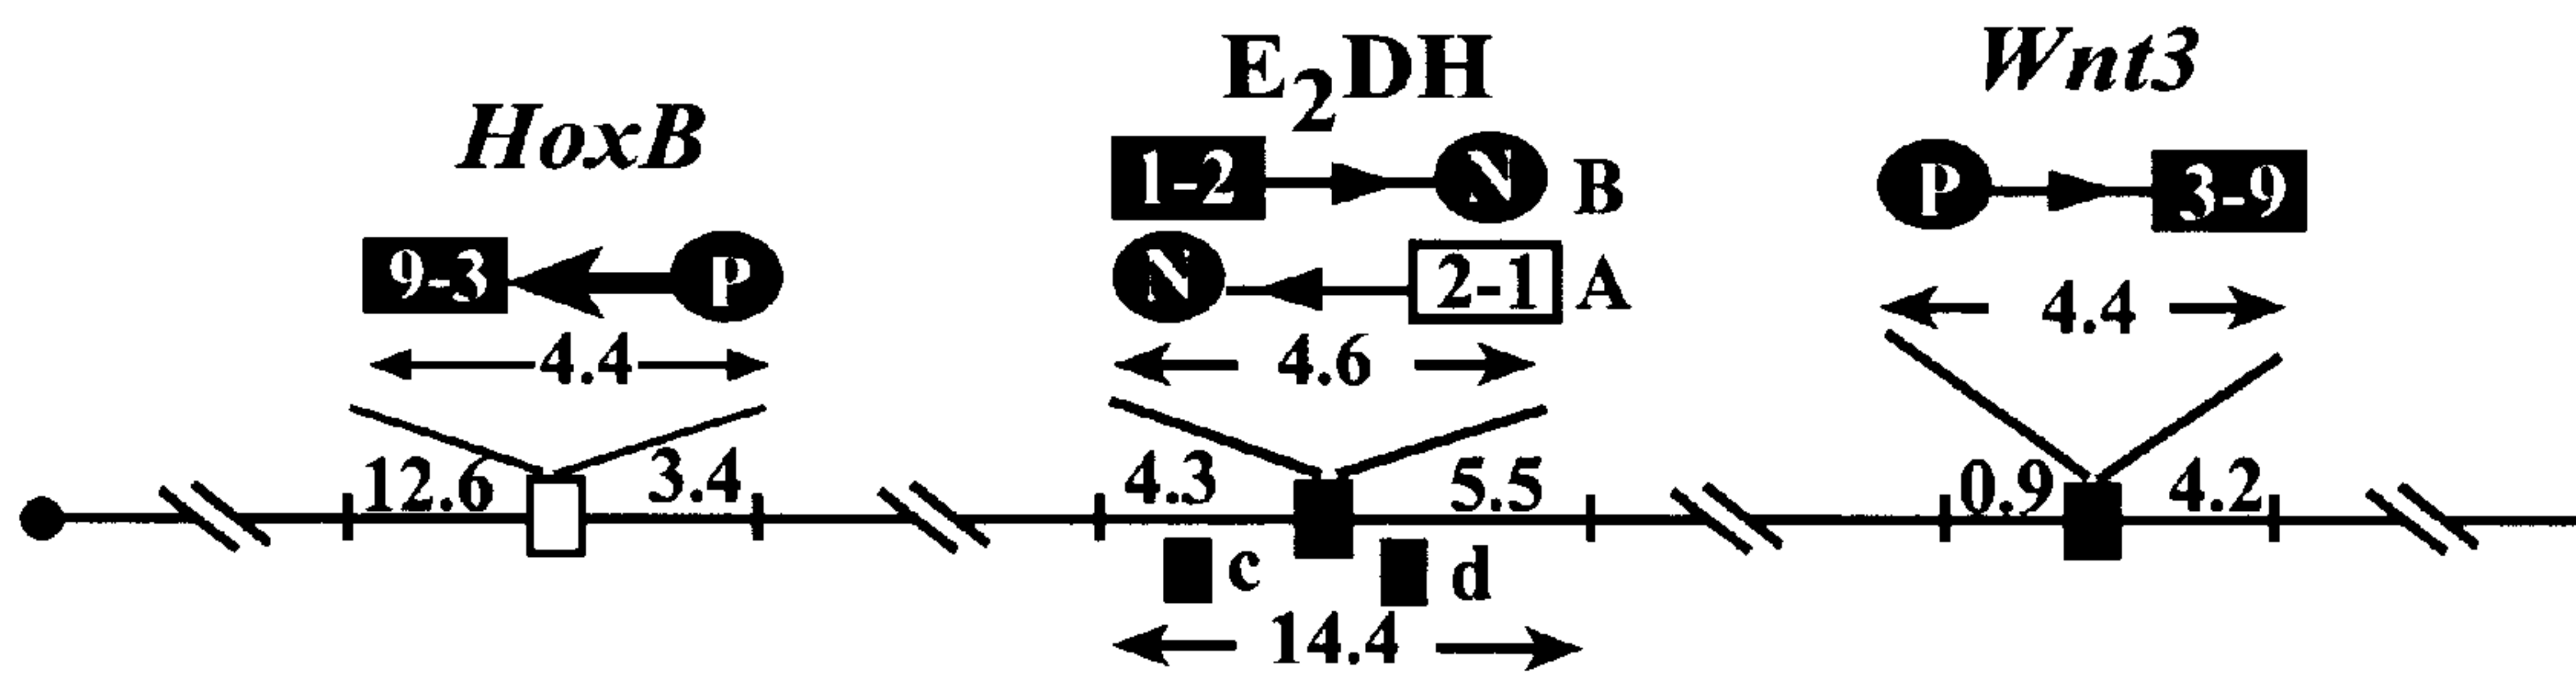 HoxB
9-3 P
4.4
12.6 3.4
E2DH
1-2 N B
N 2-1 A
4.6
4.3 5.5
c d
14.4
Wnt3
P 3-9
4.4
0.9 4.2